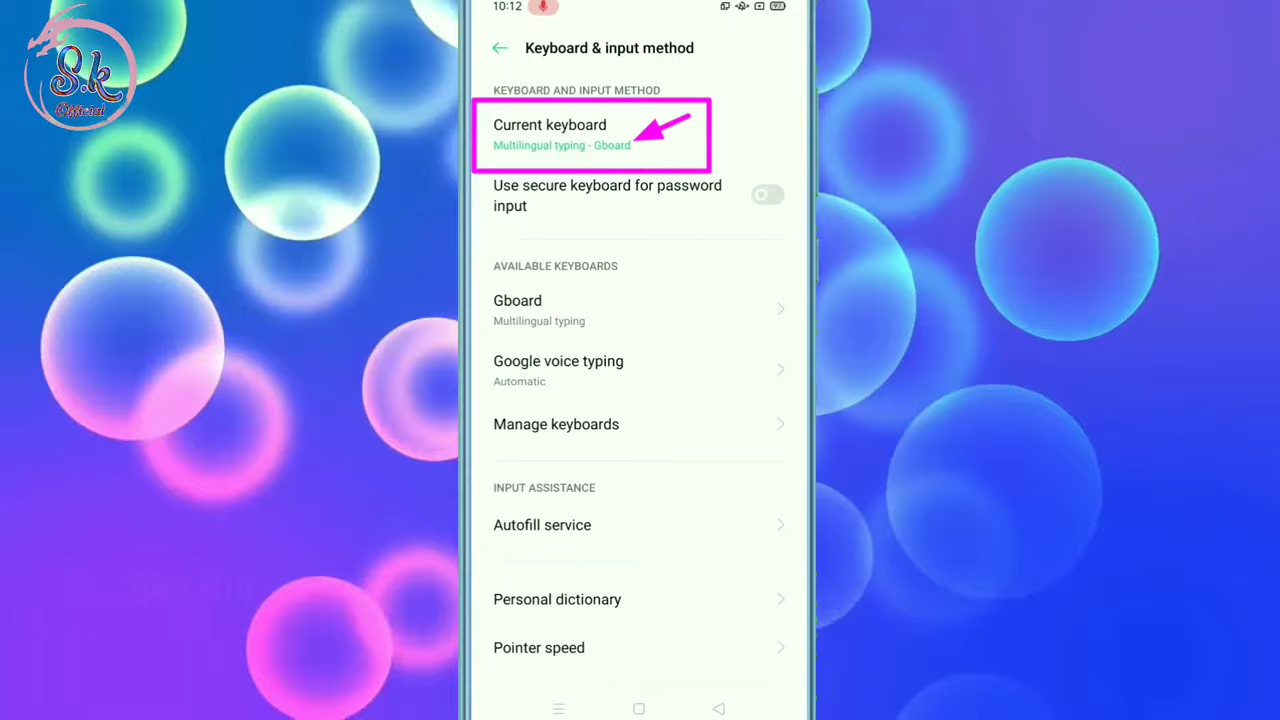 S.k
Official
10:12
97
Keyboard & input method
KEYBOARD AND INPUT METHOD
Current keyboard
Multilingual typing - Gboard
Use secure keyboard for password
input
AVAILABLE KEYBOARDS
Gboard
Multilingual typing
Google voice typing
Automatic
Manage keyboards
INPUT ASSISTANCE
Autofill service
Personal dictionary
Pointer speed